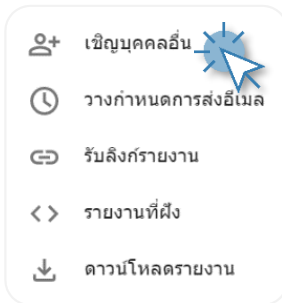 เชิญบุคคลอื่น
วางกำหนดการส่งอีเมล
รับลิงก์รายงาน
รายงานที่ฝัง
ดาวน์โหลดรายงาน